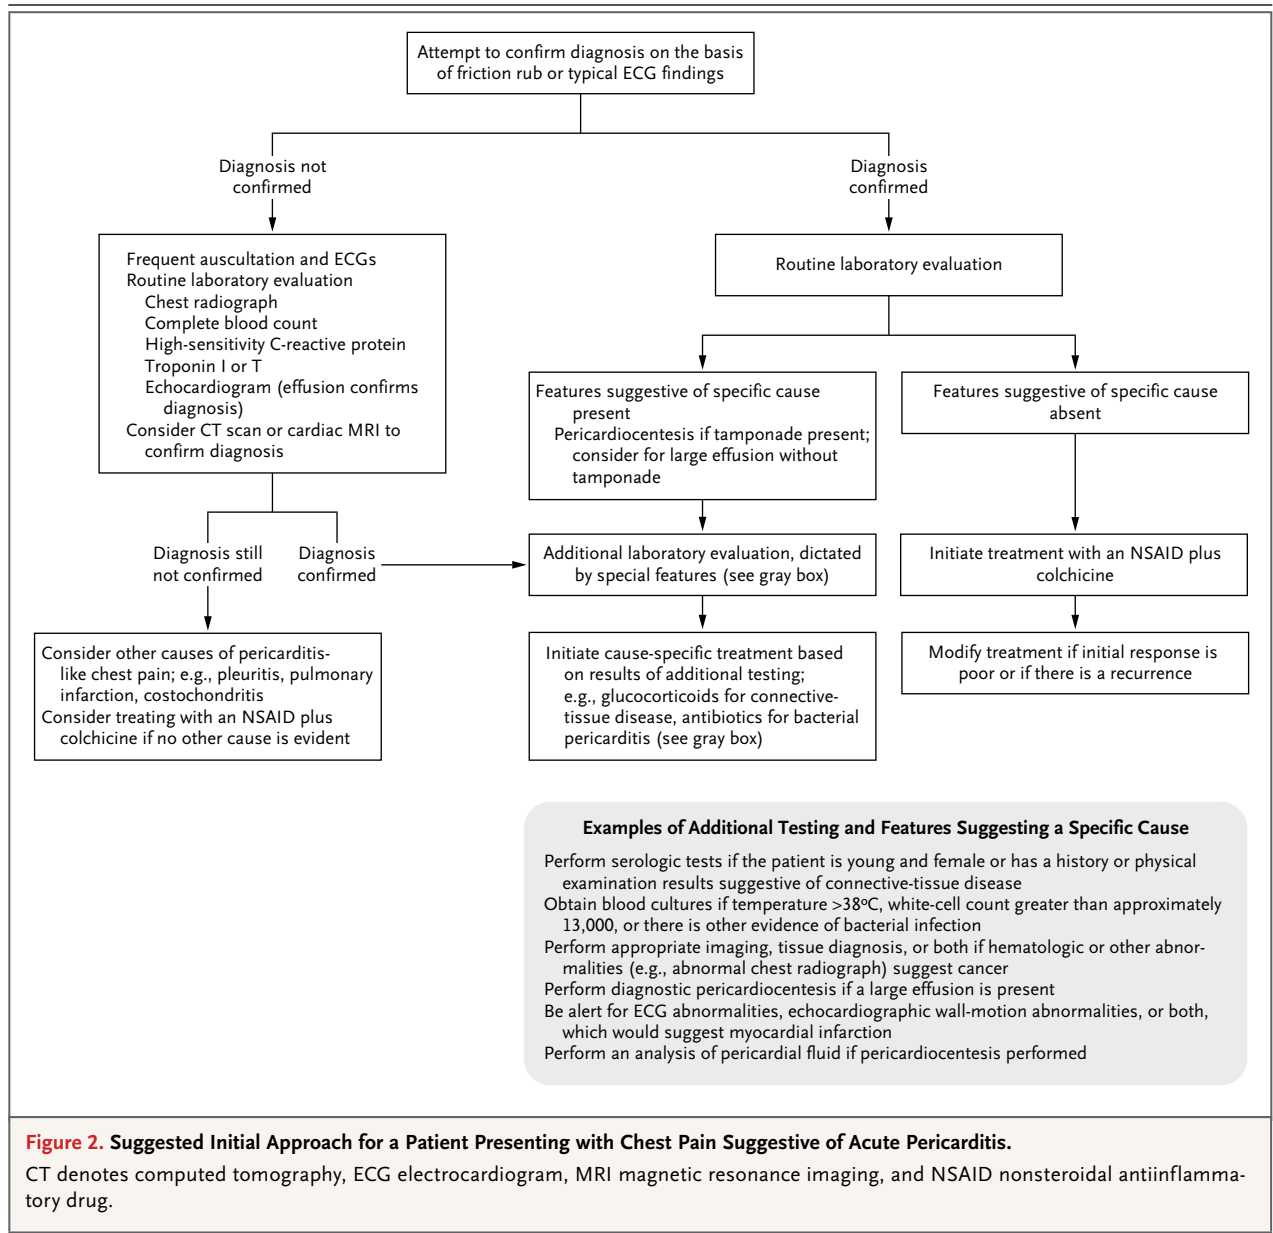 Attempt to confirm diagnosis on the basis
of friction rub or typical ECG findings
Diagnosis not
confirmed
Diagnosis
confirmed
Frequent auscultation and ECGs
Routine laboratory evaluation
Chest radiograph
Complete blood count
High-sensitivity C-reactive protein
Troponin I or T
Echocardiogram (effusion confirms
diagnosis)
Consider CT scan or cardiac MRI to
confirm diagnosis
Routine laboratory evaluation
Features suggestive of specific cause
present
Pericardiocentesis if tamponade present;
consider for large effusion without
tamponade
Features suggestive of specific cause
absent
Diagnosis still
not confirmed
Diagnosis
confirmed
Additional laboratory evaluation, dictated
by special features (see gray box)
Initiate treatment with an NSAID plus
colchicine
Consider other causes of pericarditis-
like chest pain; e.g., pleuritis, pulmonary
infarction, costochondritis
Consider treating with an NSAID plus
colchicine if no other cause is evident
Initiate cause-specific treatment based
on results of additional testing;
e.g., glucocorticoids for connective-
tissue disease, antibiotics for bacterial
pericarditis (see gray box)
Modify treatment if initial response is
poor or if there is a recurrence
Examples of Additional Testing and Features Suggesting a Specific Cause
Perform serologic tests if the patient is young and female or has a history or physical
examination results suggestive of connective-tissue disease
Obtain blood cultures if temperature >38ºC, white-cell count greater than approximately
13,000, or there is other evidence of bacterial infection
Perform appropriate imaging, tissue diagnosis, or both if hematologic or other abnor-
malities (e.g., abnormal chest radiograph) suggest cancer
Perform diagnostic pericardiocentesis if a large effusion is present
Be alert for ECG abnormalities, echocardiographic wall-motion abnormalities, or both,
which would suggest myocardial infarction
Perform an analysis of pericardial fluid if pericardiocentesis performed
Figure 2. Suggested Initial Approach for a Patient Presenting with Chest Pain Suggestive of Acute Pericarditis.
CT denotes computed tomography, ECG electrocardiogram, MRI magnetic resonance imaging, and NSAID nonsteroidal antiinflamma-
tory drug.